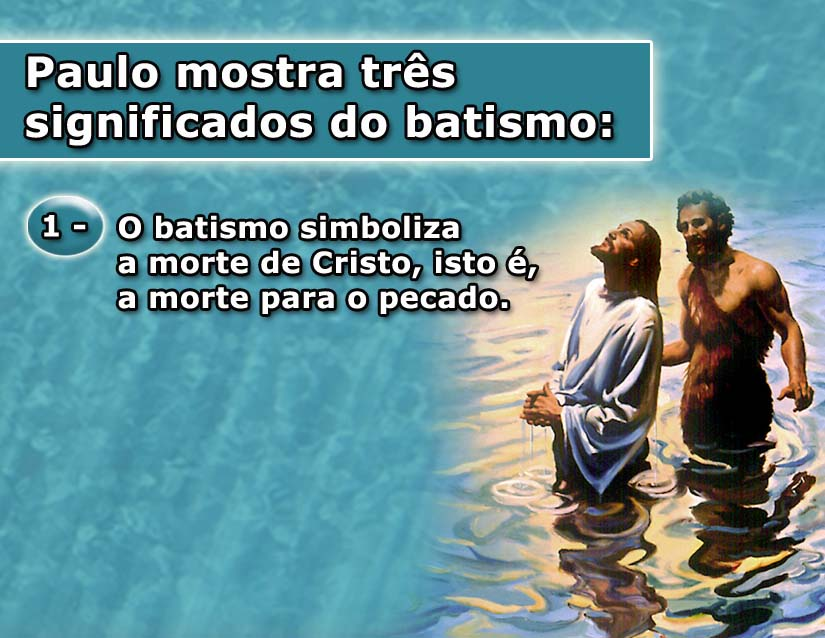 Paulo mostra três
significados do batismo:
1 - O batismo simboliza
a morte de Cristo, isto é,
a morte para o pecado.